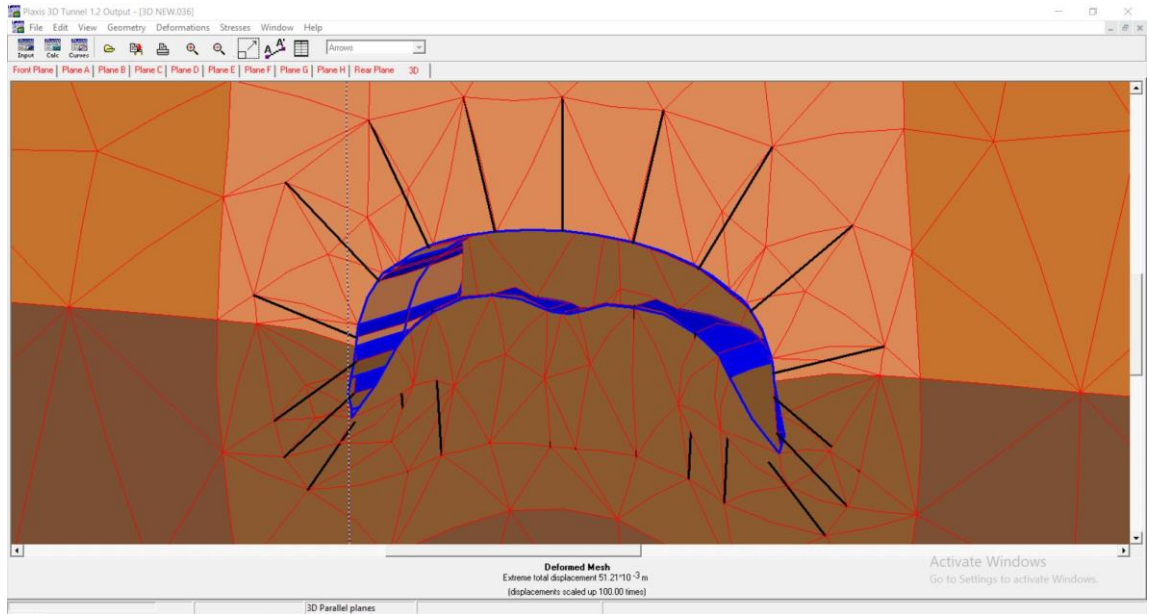 Plaxis 3D Tunnel 1.2 Output - [3D NEW.036]
File Edit View Geometry Deformations Stresses Window Help
Input Calc Curves A A' Arrows
Front Plane Plane A Plane B Plane C Plane D Plane E Plane F Plane G Plane H Rear Plane 3D
Deformed Mesh
Extreme total displacement 51.21*10 -3 m
(displacements scaled up 100.00 times)
Activate Windows
Go to Settings to activate Windows.
3D Parallel planes